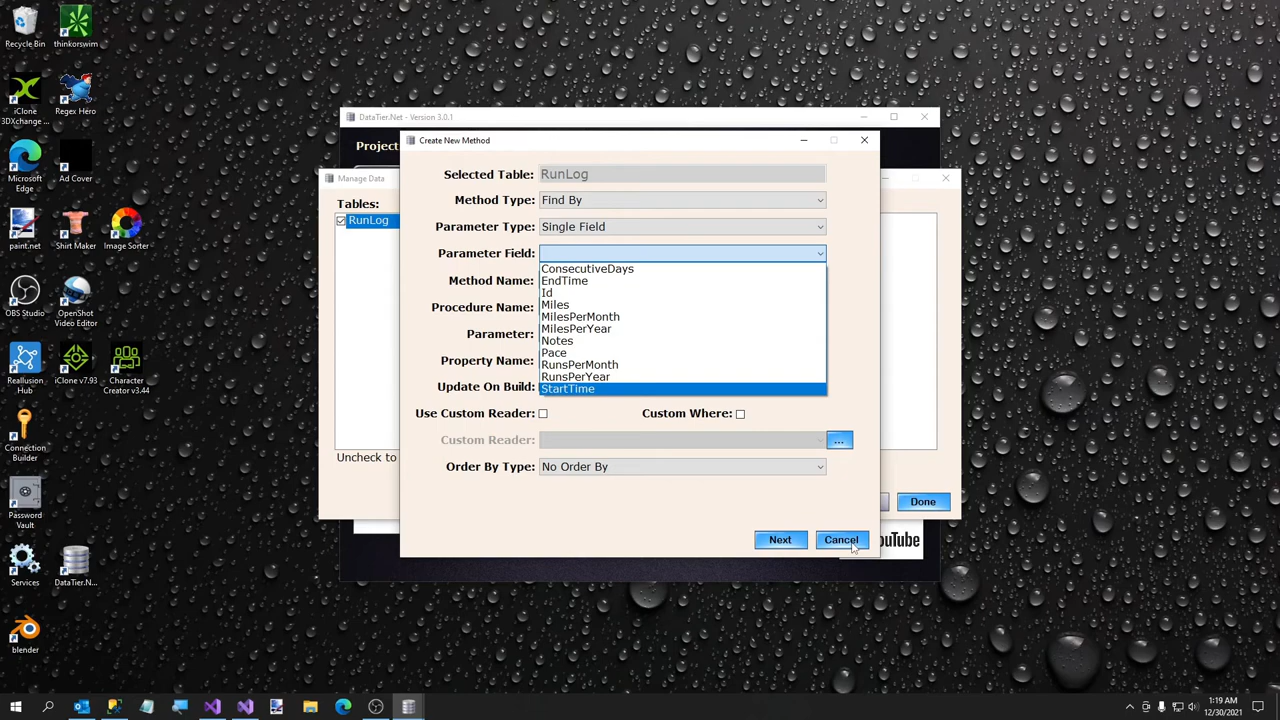 Recycle Bin
thinkorswim
iClone
3DXchange ...
Regex Hero
Microsoft
Edge
Ad Cover
paint.net
Shirt Maker
Image Sorter
OBS Studio
OpenShot
Video Editor
Reallusion
Hub
iClone v7.93
Character
Creator v3.44
Connection
Builder
Password
Vault
Services
DataTier.N...
blender
DataTier.Net - Version 3.0.1
Project
Manage Data
Tables:
RunLog
Uncheck to
Done
YouTube
Create New Method
Selected Table: RunLog
Method Type: Find By
Parameter Type: Single Field
Parameter Field:
ConsecutiveDays
EndTime
Id
Miles
MilesPerMonth
MilesPerYear
Notes
Pace
RunsPerMonth
RunsPerYear
StartTime
Method Name:
Procedure Name:
Parameter:
Property Name:
Update On Build:
Use Custom Reader:
Custom Where:
Custom Reader:
...
Order By Type: No Order By
Next
Cancel
1:19 AM
12/30/2021